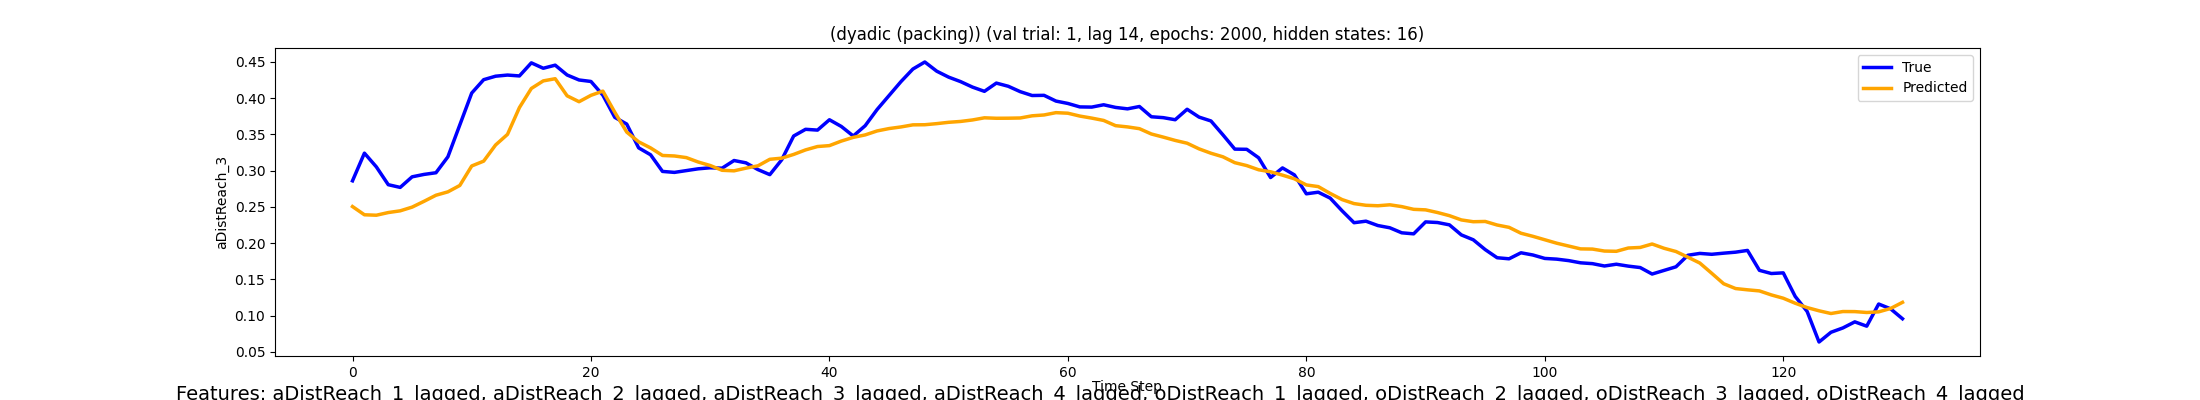 (dyadic (packing)) (val trial: 1, lag 14, epochs: 2000, hidden states: 16)
0.45
0.40
0.35
0.30
0.25
0.20
0.15
0.10
0.05
aDistReach_3
True
Predicted
0 20 40 60 80 100 120
Time Step
Features: aDistReach_1_lagged, aDistReach_2_lagged, aDistReach_3_lagged, aDistReach_4_lagged, oDistReach_1_lagged, oDistReach_2_lagged, oDistReach_3_lagged, oDistReach_4_lagged